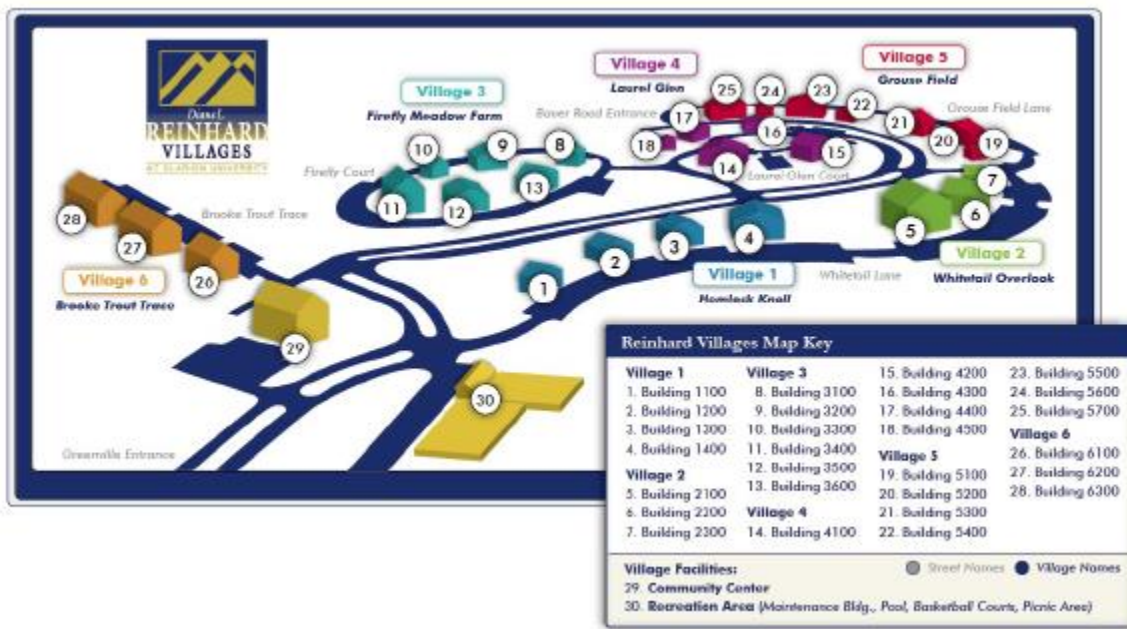 Diane L.
REINHARD
VILLAGES
AT CLARION UNIVERSITY
Village 3
Firefly Meadow Farm
Village 4
Laurel Glen
Village 5
Grouse Field
Bover Road Entrance
Grouse Field Lane
Firefly Court
Laurel Glen Court
Brooke Trout Trace
Village 6
Brooke Trout Trace
Village 1
Hemlock Knoll
Whitetail Lane
Village 2
Whitetail Overlook
Greenville Entrance
1
2
3
4
5
6
7
8
9
10
11
12
13
14
15
16
17
18
19
20
21
22
23
24
25
26
27
28
29
30
Reinhard Villages Map Key
Village 1
1. Building 1100
2. Building 1200
3. Building 1300
4. Building 1400
Village 2
5. Building 2100
6. Building 2200
7. Building 2300
Village 3
8. Building 3100
9. Building 3200
10. Building 3300
11. Building 3400
12. Building 3500
13. Building 3600
Village 4
14. Building 4100
15. Building 4200
16. Building 4300
17. Building 4400
18. Building 4500
Village 5
19. Building 5100
20. Building 5200
21. Building 5300
22. Building 5400
23. Building 5500
24. Building 5600
25. Building 5700
Village 6
26. Building 6100
27. Building 6200
28. Building 6300
Village Facilities:
Street Names
Village Names
29. Community Center
30. Recreation Area (Maintenance Bldg., Pool, Basketball Courts, Picnic Area)